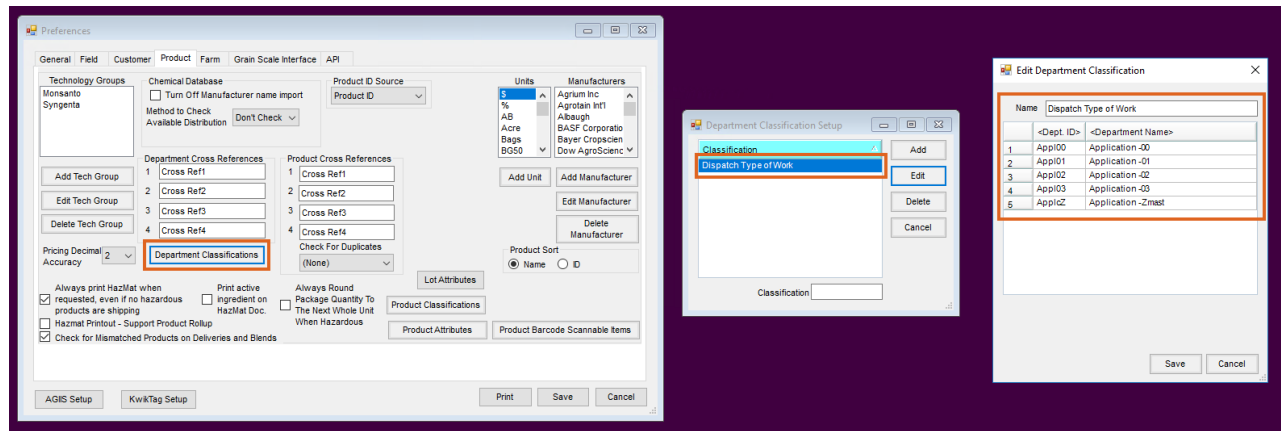 Preferences
General Field Customer Product Farm Grain Scale Interface API
Technology Groups
Monsanto
Syngenta
Add Tech Group
Edit Tech Group
Delete Tech Group
Pricing Decimal
Accuracy
2
Chemical Database
Turn Off Manufacturer name import
Method to Check
Available Distribution
Don't Check
Product ID Source
Product ID
Department Cross References
1 Cross Ref1
2 Cross Ref2
3 Cross Ref3
4 Cross Ref4
Department Classifications
Product Cross References
1 Cross Ref1
2 Cross Ref2
3 Cross Ref3
4 Cross Ref4
Check For Duplicates
(None)
Units
$
%
AB
Acre
Bags
BG50
Add Unit
Manufacturers
Agrium Inc
Agrotain Int'l
Albaugh
BASF Corporatio
Bayer Cropscien
Dow AgroScienc
Add Manufacturer
Edit Manufacturer
Delete
Manufacturer
Product Sort
Name ID
Always print HazMat when
requested, even if no hazardous
products are shipping
Print active
ingredient on
HazMat Doc.
Always Round
Package Quantity To
The Next Whole Unit
When Hazardous
Hazmat Printout - Support Product Rollup
Check for Mismatched Products on Deliveries and Blends
Lot Attributes
Product Classifications
Product Attributes
Product Barcode Scannable Items
AGIIS Setup
KwikTag Setup
Print
Save
Cancel
Department Classification Setup
Classification
Dispatch Type of Work
Add
Edit
Delete
Cancel
Classification
Edit Department Classification
Name Dispatch Type of Work
<Dept. ID> <Department Name>
1 Appl00 Application -00
2 Appl01 Application -01
3 Appl02 Application -02
4 Appl03 Application -03
5 ApplcZ Application -Zmast
Save
Cancel